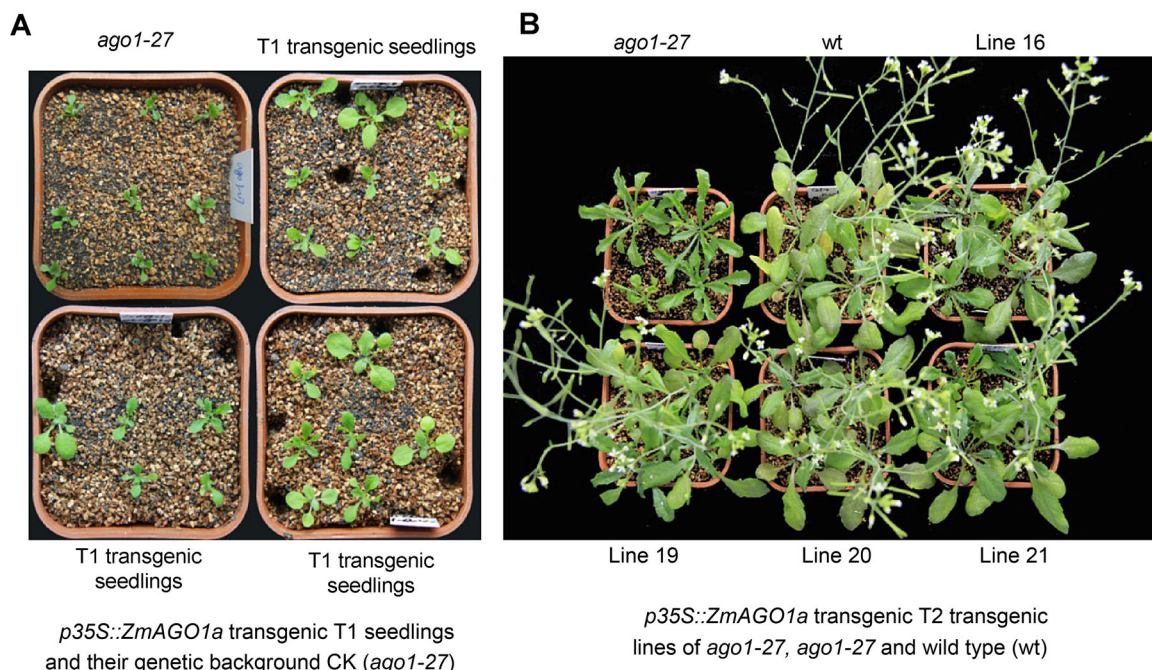 A
ago1-27
T1 transgenic seedlings
T1 transgenic
seedlings
T1 transgenic
seedlings
p35S::ZmAGO1a transgenic T1 seedlings
and their genetic background CK (ago1-27)
B
ago1-27
wt
Line 16
Line 19
Line 20
Line 21
p35S::ZmAGO1a transgenic T2 transgenic
lines of ago1-27, ago1-27 and wild type (wt)